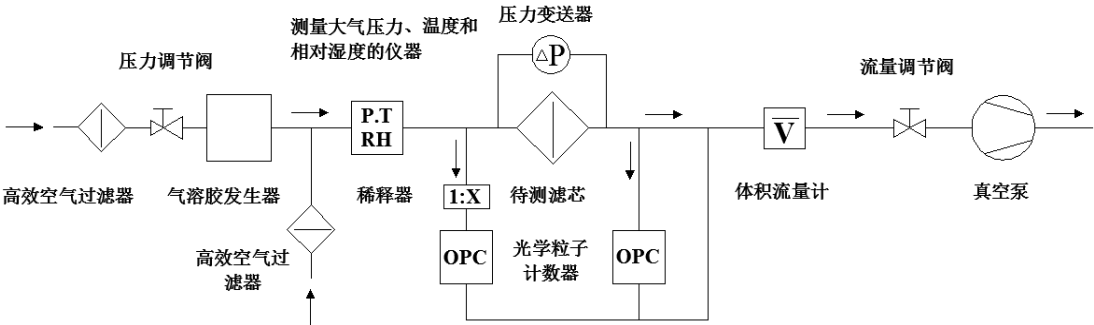 测量大气压力、温度和
相对湿度的仪器
压力变送器
△P
压力调节阀
流量调节阀
P.T
RH
V
高效空气过滤器
气溶胶发生器
稀释器
1:X
待测滤芯
体积流量计
真空泵
高效空气过
滤器
OPC
光学粒子
计数器
OPC